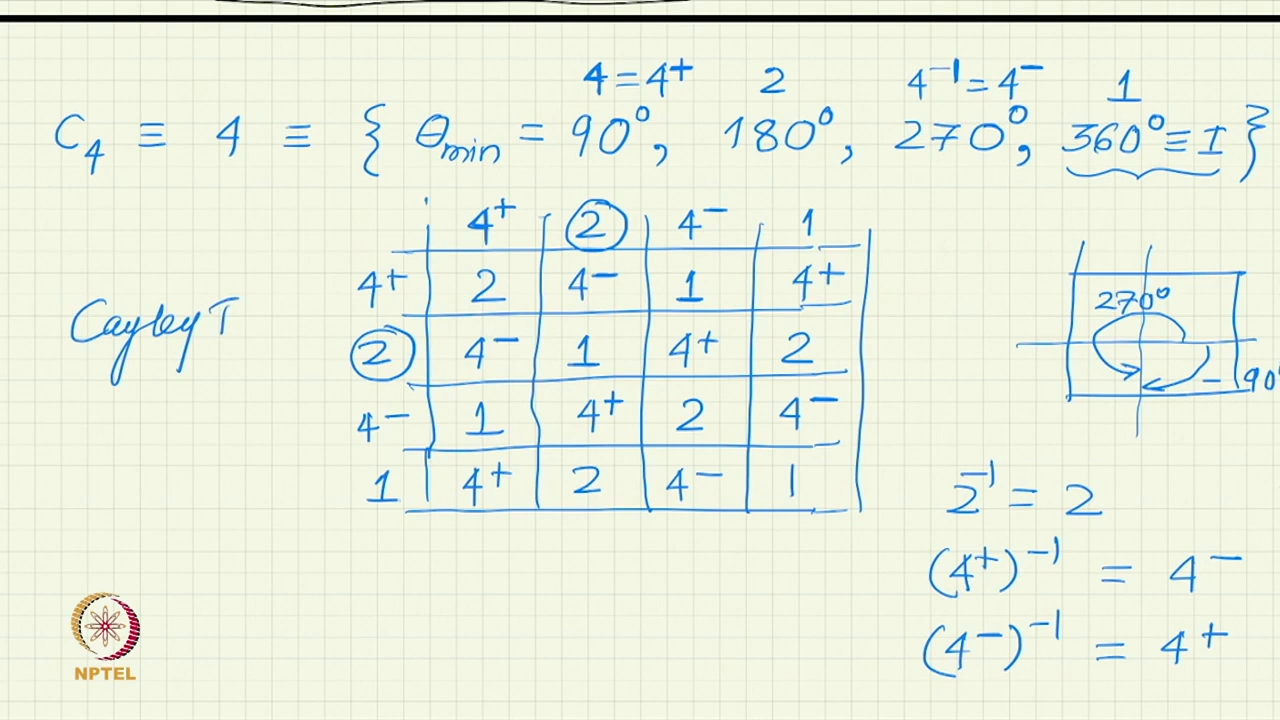 4 = 4⁺ 2 4⁻¹ = 4⁻ 1
C₄ ≡ 4 ≡ { θmin = 90°, 180°, 270°, 360° ≡ I }
4⁺ 2 4⁻ 1
4⁺ 2 4⁻ 1 4⁺
2 4⁻ 1 4⁺ 2
4⁻ 1 4⁺ 2 4⁻
1 4⁺ 2 4⁻ 1
Cayley T
270°
- 90°
2⁻¹ = 2
(4⁺)⁻¹ = 4⁻
(4⁻)⁻¹ = 4⁺
NPTEL